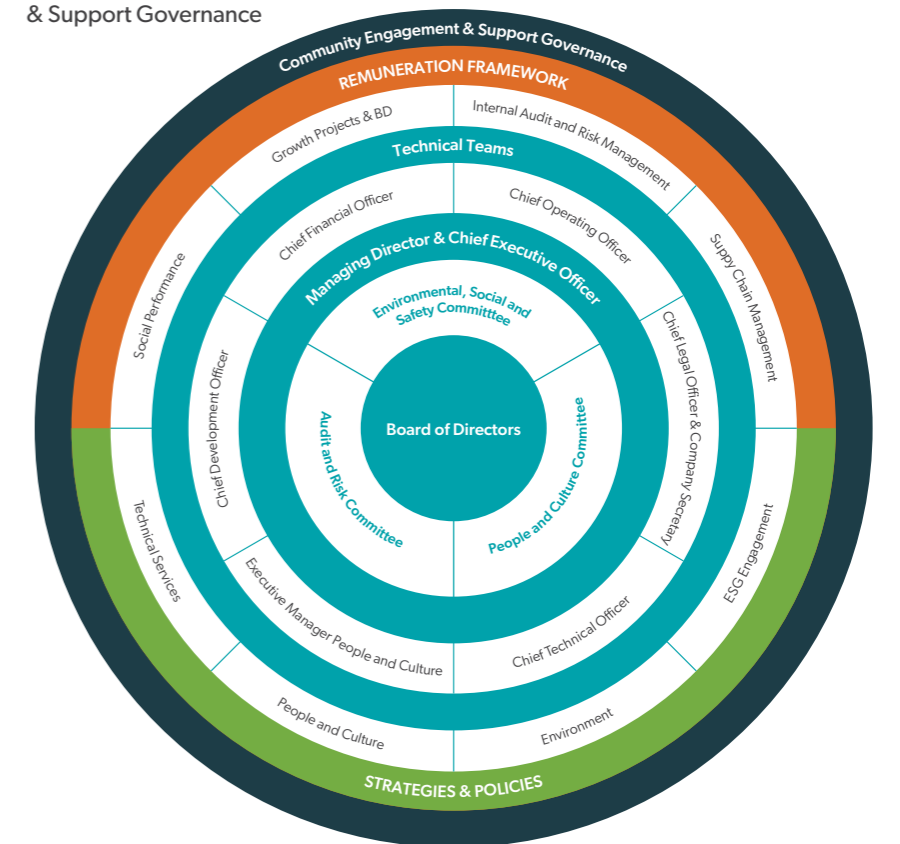 & Support Governance
Community Engagement & Support Governance
REMUNERATION FRAMEWORK
Growth Projects & BD
Internal Audit and Risk Management
Technical Teams
Chief Financial Officer
Chief Operating Officer
Managing Director & Chief Executive Officer
Environmental, Social and
Safety Committee
Social Performance
Suppy Chain Management
Chief Development Officer
Chief Legal Officer & Company Secretary
Board of Directors
Audit and Risk Committee
People and Culture Committee
Technical Services
ESG Engagement
Executive Manager People and Culture
Chief Technical Officer
People and Culture
Environment
STRATEGIES & POLICIES